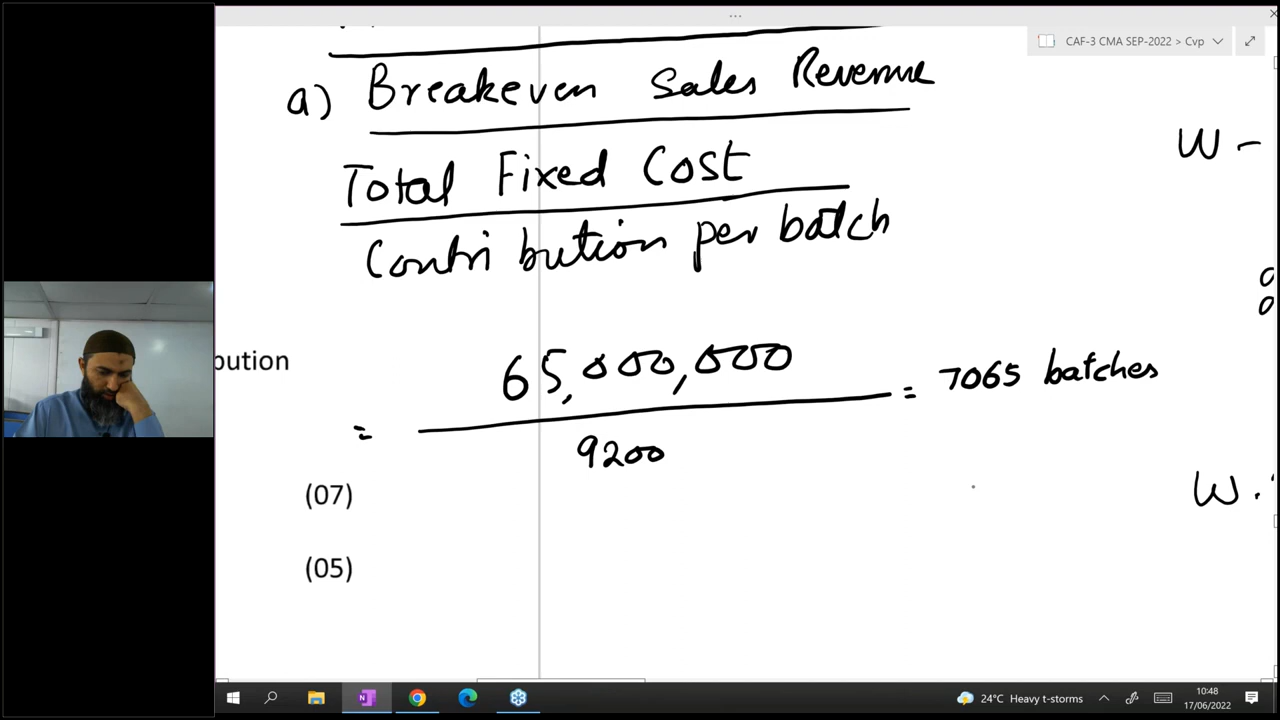 CAF-3 CMA SEP-2022 > Cvp
a) Breakeven Sales Revenue
Total Fixed Cost
Contribution per batch
W -
bution
65,000,000
= 7065 batches
=
9200
(07)
W.
(05)
24°C Heavy t-storms
10:48
17/06/2022